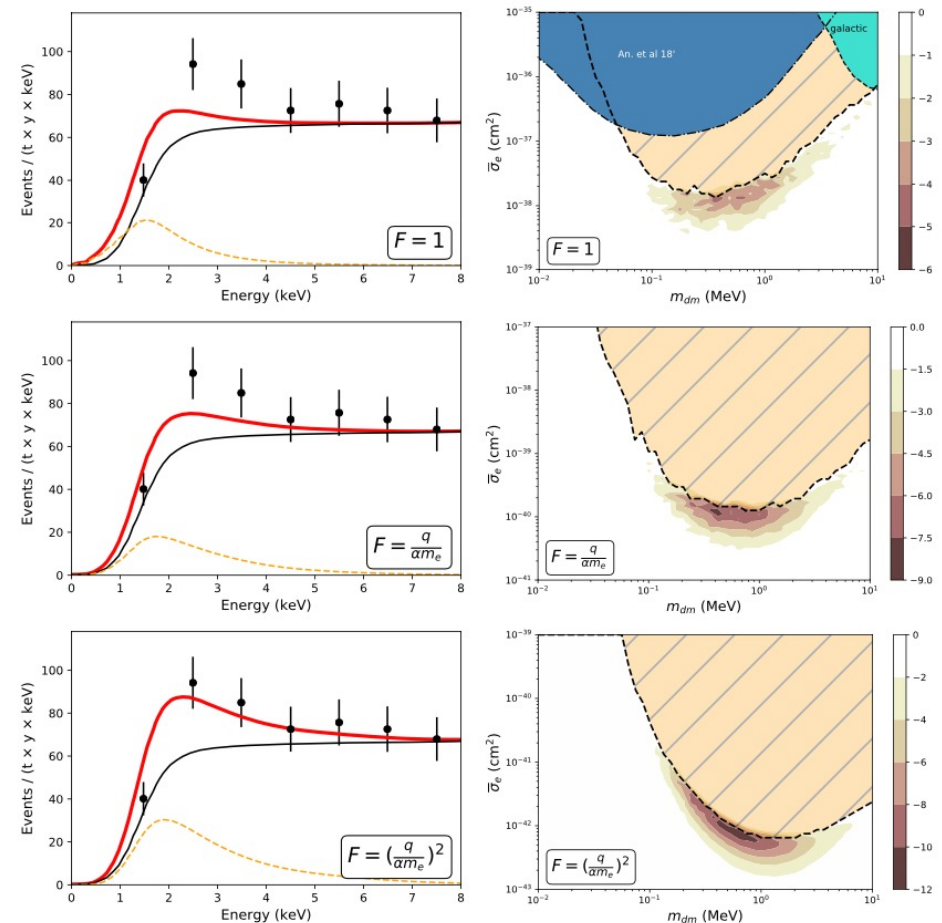 100
80
60
40
20
0
Events / (t × y × keV)
0 1 2 3 4 5 6 7 8
Energy (keV)
F = 1
10⁻³⁵
10⁻³⁶
10⁻³⁷
10⁻³⁸
10⁻³⁹
σ̅ₑ (cm²)
An. et al 18'
galactic
F = 1
10⁻² 10⁻¹ 10⁰ 10¹
m_dm (MeV)
0
−1
−2
−3
−4
−5
−6
100
80
60
40
20
0
Events / (t × y × keV)
0 1 2 3 4 5 6 7 8
Energy (keV)
F = q/(αmₑ)
10⁻³⁷
10⁻³⁸
10⁻³⁹
10⁻⁴⁰
10⁻⁴¹
σ̅ₑ (cm²)
F = q/(αmₑ)
10⁻² 10⁻¹ 10⁰ 10¹
m_dm (MeV)
0.0
−1.5
−3.0
−4.5
−6.0
−7.5
−9.0
100
80
60
40
20
0
Events / (t × y × keV)
0 1 2 3 4 5 6 7 8
Energy (keV)
F = (q/(αmₑ))²
10⁻³⁹
10⁻⁴⁰
10⁻⁴¹
10⁻⁴²
10⁻⁴³
σ̅ₑ (cm²)
F = (q/(αmₑ))²
10⁻² 10⁻¹ 10⁰ 10¹
m_dm (MeV)
0
−2
−4
−6
−8
−10
−12